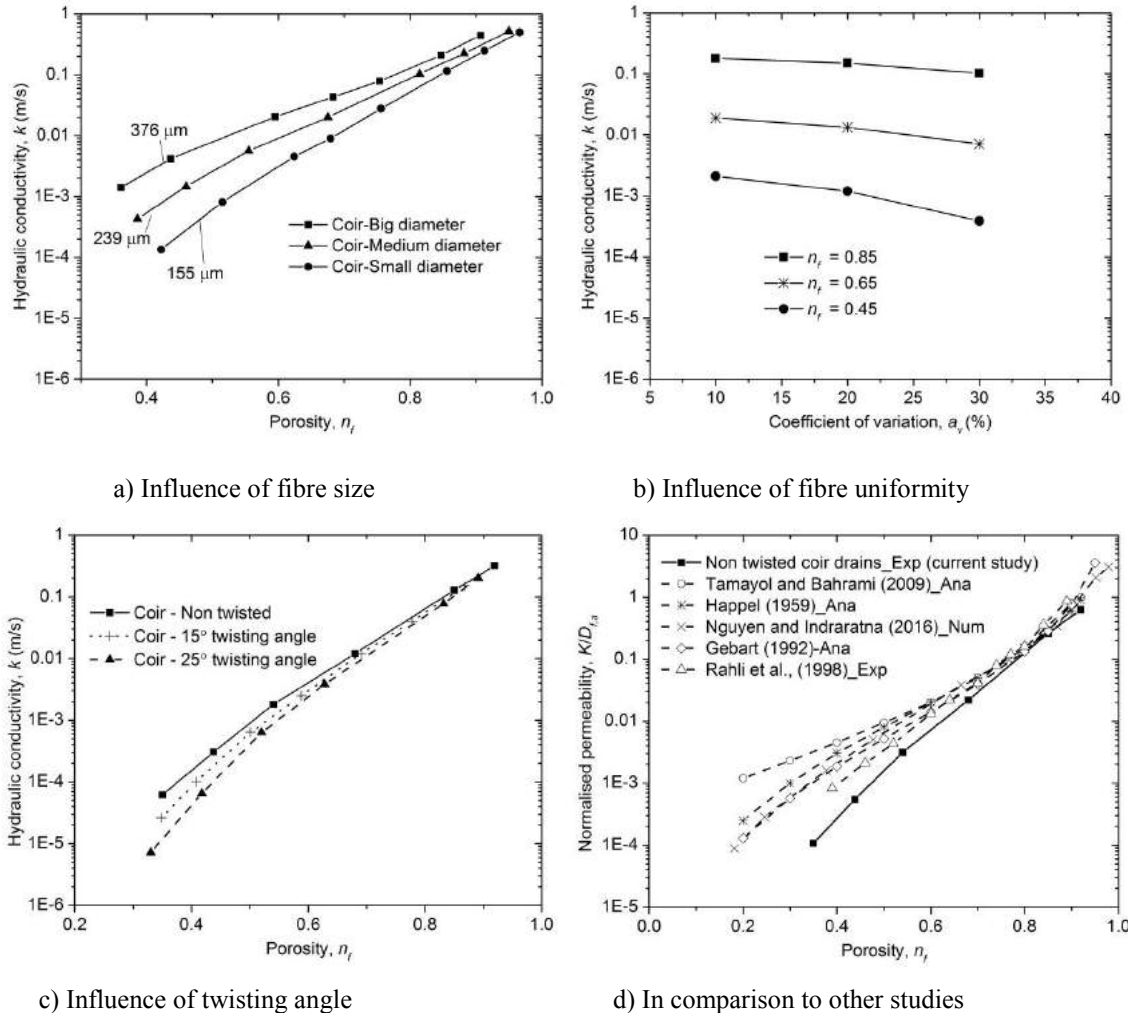 Hydraulic conductivity, k (m/s)
1
0.1
0.01
1E-3
1E-4
1E-5
1E-6
376 μm
239 μm
155 μm
Coir-Big diameter
Coir-Medium diameter
Coir-Small diameter
0.4 0.6 0.8 1.0
Porosity, n_f
a) Influence of fibre size
Hydraulic conductivity, k (m/s)
1
0.1
0.01
1E-3
1E-4
1E-5
1E-6
n_f = 0.85
n_f = 0.65
n_f = 0.45
5 10 15 20 25 30 35 40
Coefficient of variation, a_v (%)
b) Influence of fibre uniformity
Hydraulic conductivity, k (m/s)
1
0.1
0.01
1E-3
1E-4
1E-5
1E-6
Coir - Non twisted
Coir - 15° twisting angle
Coir - 25° twisting angle
0.2 0.4 0.6 0.8 1.0
Porosity, n_f
c) Influence of twisting angle
Normalised permeability, K/D_f,a
10
1
0.1
0.01
1E-3
1E-4
1E-5
Non twisted coir drains_Exp (current study)
Tamayol and Bahrami (2009)_Ana
Happel (1959)_Ana
Nguyen and Indraratna (2016)_Num
Gebart (1992)-Ana
Rahli et al., (1998)_Exp
0.0 0.2 0.4 0.6 0.8 1.0
Porosity, n_f
d) In comparison to other studies